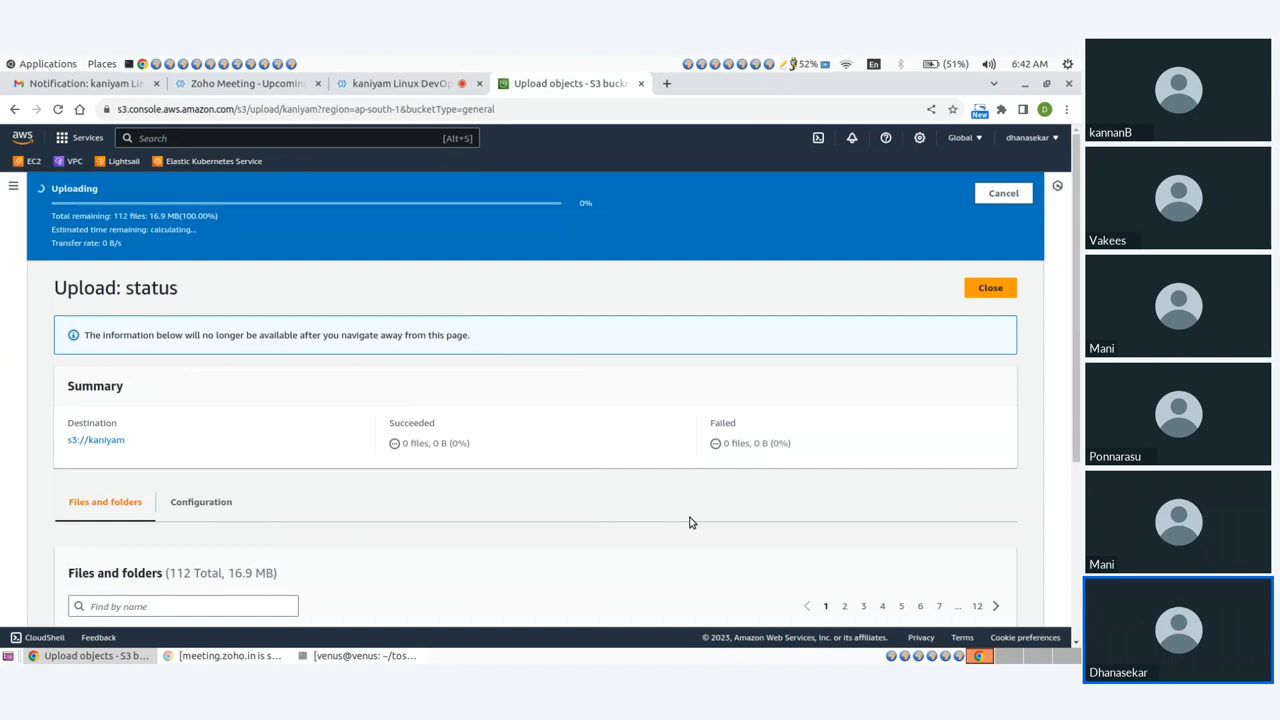 Applications Places 52% En (51%) 6:42 AM
Notification: kaniyam Lin Zoho Meeting - Upcomin kaniyam Linux DevO Upload objects - S3 buck
s3.console.aws.amazon.com/s3/upload/kaniyam?region=ap-south-1&bucketType=general New D
aws Services Search [Alt+S] Global dhanasekar
EC2 VPC Lightsail Elastic Kubernetes Service
Uploading
Cancel
0%
Total remaining: 112 files: 16.9 MB(100.00%)
Estimated time remaining: calculating...
Transfer rate: 0 B/s
Upload: status
Close
The information below will no longer be available after you navigate away from this page.
Summary
Destination
s3://kaniyam
Succeeded
0 files, 0 B (0%)
Failed
0 files, 0 B (0%)
Files and folders Configuration
Files and folders (112 Total, 16.9 MB)
Find by name
1 2 3 4 5 6 7 ... 12
CloudShell Feedback © 2023, Amazon Web Services, Inc. or its affiliates. Privacy Terms Cookie preferences
Upload objects - S3 b... [meeting.zoho.in is s... [venus@venus: ~/tos...
kannanB
Vakees
Mani
Ponnarasu
Mani
Dhanasekar